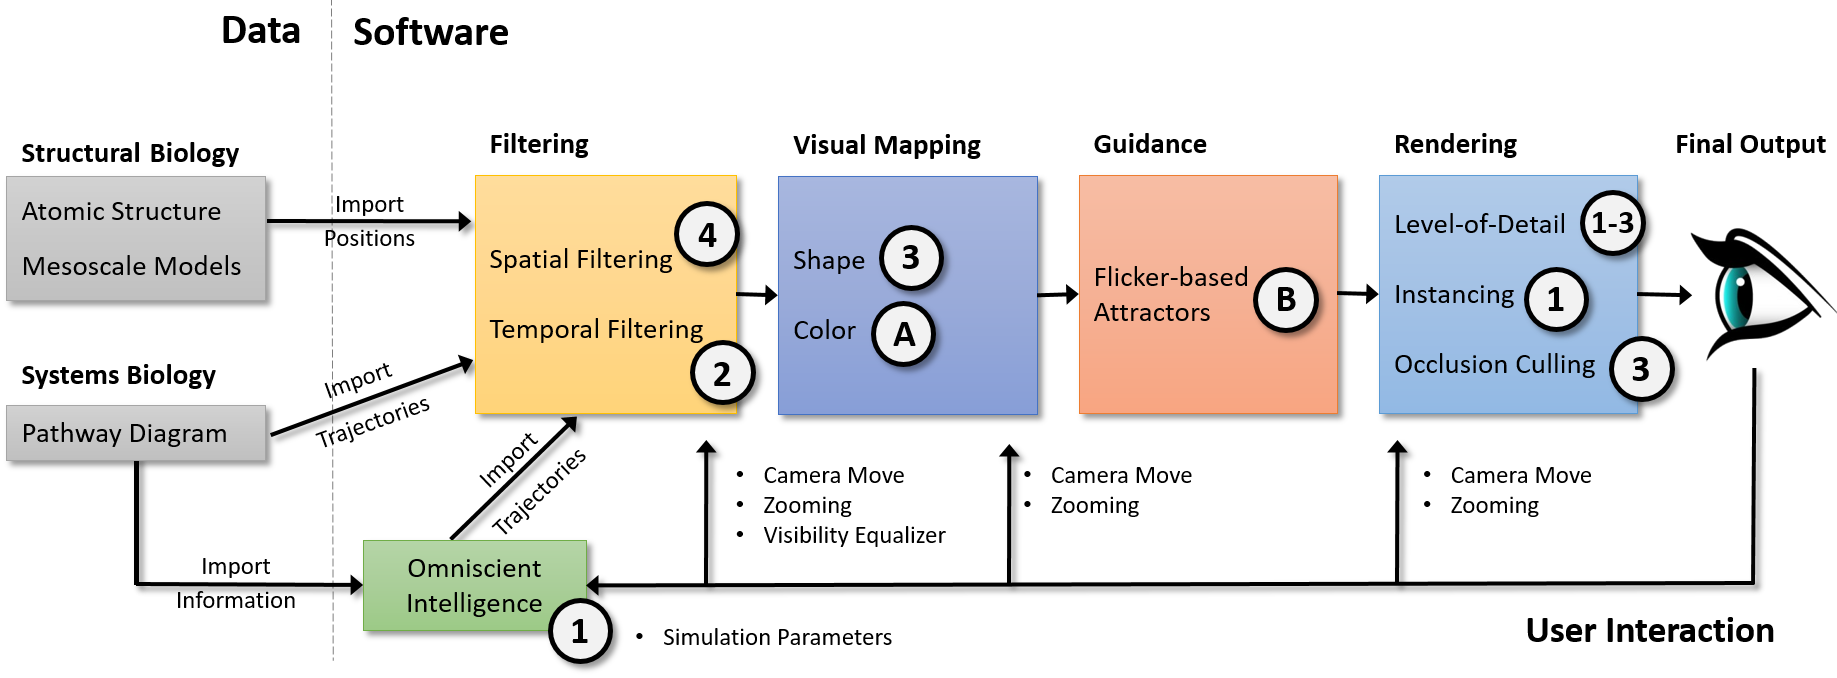 Data
Software
Structural Biology
Atomic Structure
Mesoscale Models
Import
Positions
Systems Biology
Pathway Diagram
Import
Trajectories
Import
Information
Import
Trajectories
Omniscient
Intelligence
1
• Simulation Parameters
Filtering
Spatial Filtering
4
Temporal Filtering
2
• Camera Move
• Zooming
• Visibility Equalizer
Visual Mapping
Shape
3
Color
A
• Camera Move
• Zooming
Guidance
Flicker-based
Attractors
B
Rendering
Level-of-Detail
1-3
Instancing
1
Occlusion Culling
3
• Camera Move
• Zooming
Final Output
User Interaction